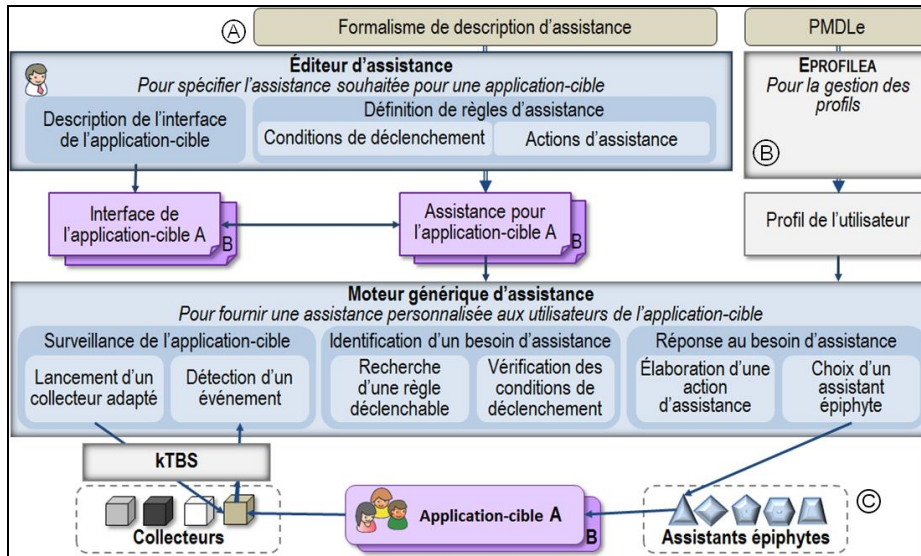 A
Formalisme de description d'assistance
PMDLe
Éditeur d'assistance
Pour spécifier l'assistance souhaitée pour une application-cible
Description de l'interface
de l'application-cible
Définition de règles d'assistance
Conditions de déclenchement
Actions d'assistance
EPROFILEA
Pour la gestion des
profils
B
Interface de
l'application-cible A
B
Assistance pour
l'application-cible A
B
Profil de l'utilisateur
Moteur générique d'assistance
Pour fournir une assistance personnalisée aux utilisateurs de l'application-cible
Surveillance de l'application-cible
Lancement d'un
collecteur adapté
Détection d'un
événement
Identification d'un besoin d'assistance
Recherche
d'une règle
déclenchable
Vérification des
conditions de
déclenchement
Réponse au besoin d'assistance
Élaboration d'une
action
d'assistance
Choix d'un
assistant
épiphyte
kTBS
Collecteurs
Application-cible A
B
Assistants épiphytes
C